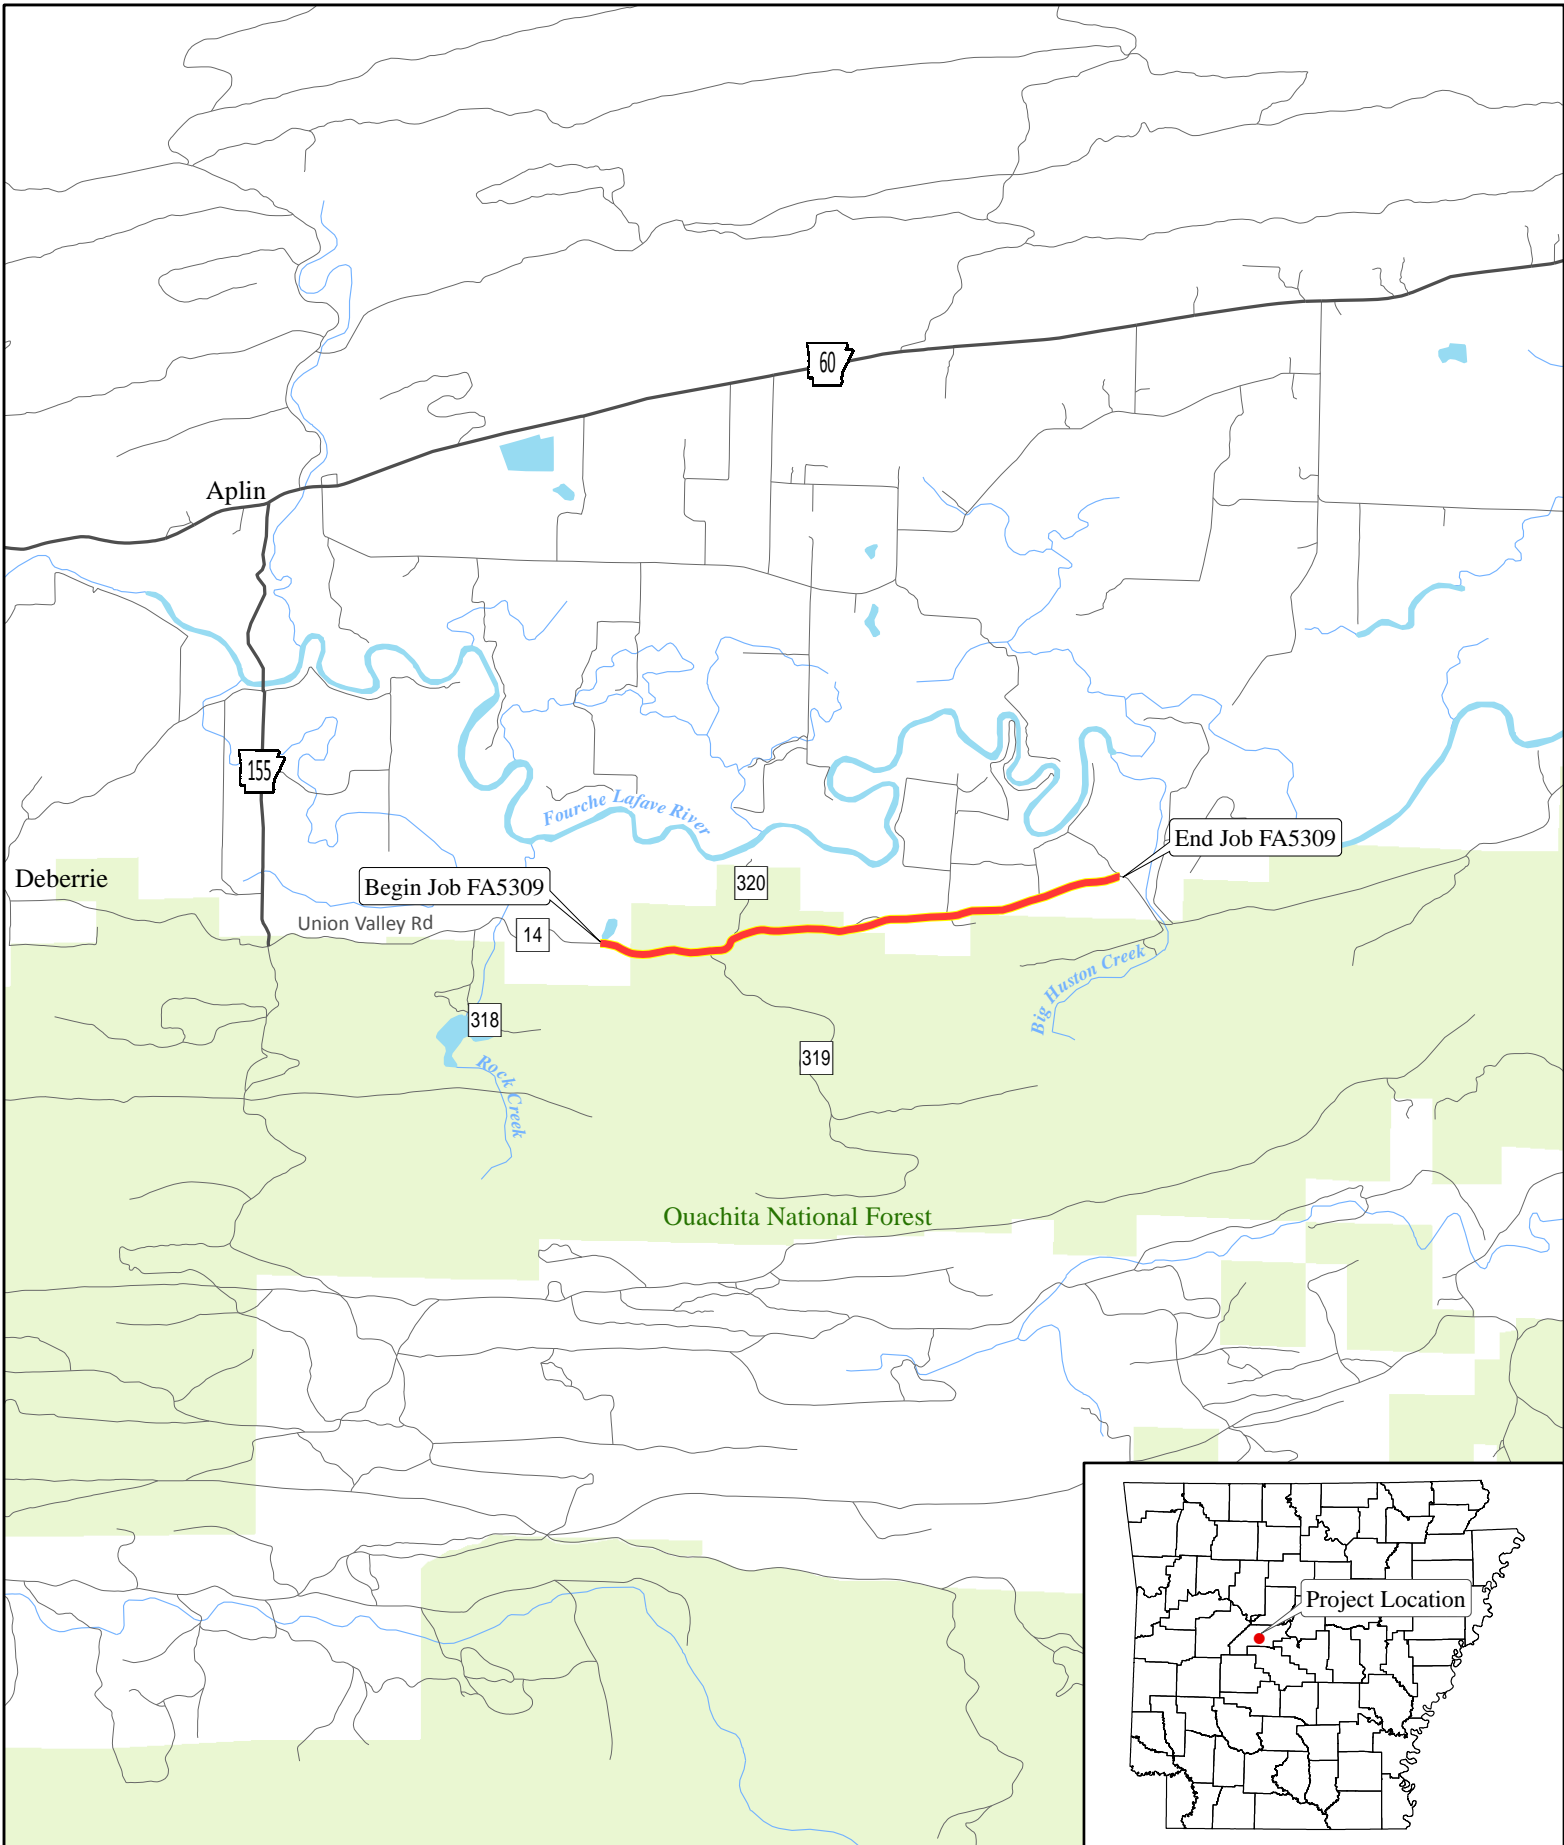 60
Aplin
155
Fourche Lafave River
End Job FA5309
Deberrie
Begin Job FA5309
320
Union Valley Rd
14
Big Huston Creek
318
319
Rock Creek
Ouachita National Forest
Project Location